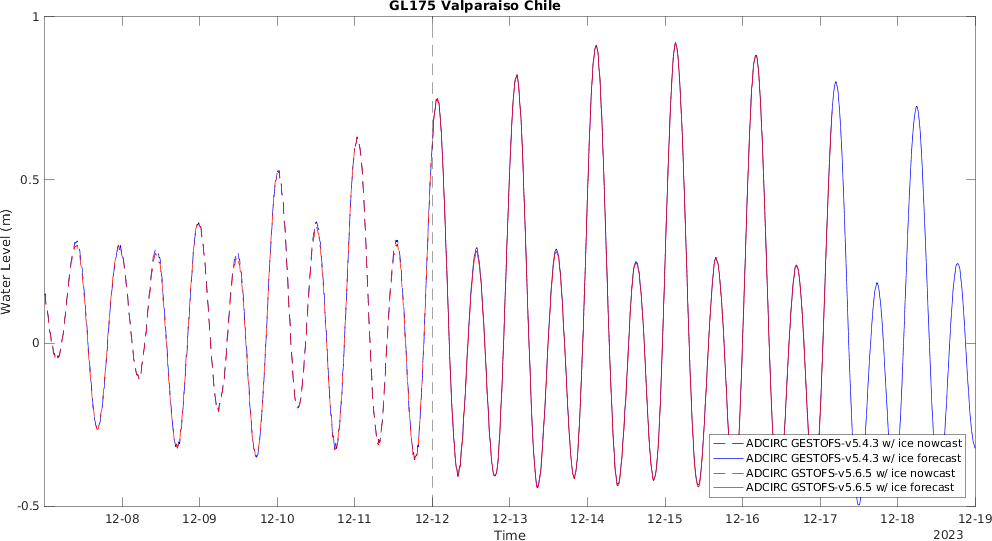 GL175 Valparaiso Chile
1
0.5
0
-0.5
Water Level (m)
ADCIRC GESTOFS-v5.4.3 w/ ice nowcast
ADCIRC GESTOFS-v5.4.3 w/ ice forecast
ADCIRC GSTOFS-v5.6.5 w/ ice nowcast
ADCIRC GSTOFS-v5.6.5 w/ ice forecast
12-08 12-09 12-10 12-11 12-12 12-13 12-14 12-15 12-16 12-17 12-18 12-19
Time
2023